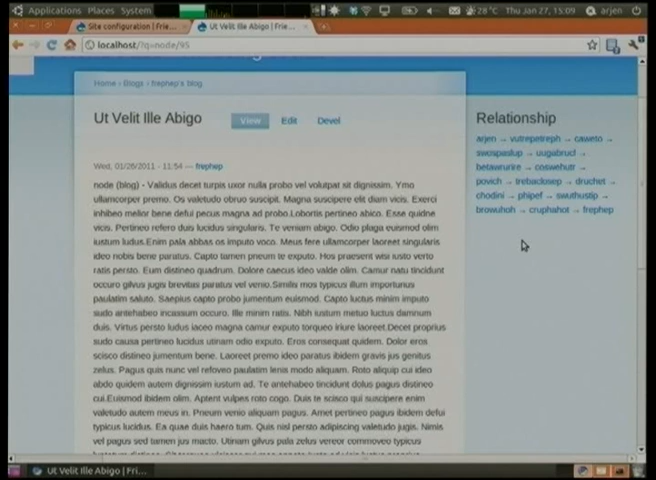 Applications Places System 28°C Thu Jan 27, 15:09 arjen
Site configuration | Frie...
Ut Velit Ille Abigo | Frie...
localhost/?q=node/95
Home › Blogs › frephep's blog
Ut Velit Ille Abigo
View Edit Devel
Wed, 01/26/2011 - 11:54 — frephep
node (blog) - Validus decet turpis uxor nulla probo vel volutpat sit dignissim. Ymo
ullamcorper premo. Os valetudo obruo suscipit. Magna suscipere elit diam vicis. Exerci
inhibeo melior bene defui pecus magna ad probo.Lobortis pertineo abico. Esse quidne
vicis. Pertineo refero duis lucidus singularis. Te veniam abigo. Odio plaga euismod olim
iustum ludus.Enim pala abbas os imputo voco. Meus fere ullamcorper laoreet singularis
ideo nobis bene paratus. Capto tamen pneum te exputo. Hos praesent wisi iusto verto
ratis persto. Eum distineo quadrum. Dolore caecus ideo valde olim. Camur natu tincidunt
occuro gilvus jugis brevitas paratus vel venio.Similis mos typicus illum importunus
paulatim saluto. Saepius capto probo jumentum euismod. Capto luctus minim imputo
sudo antehabeo incassum occuro. Ille minim ratis. Nibh iustum metuo luctus damnum
duis. Virtus persto ludus iaceo magna camur exputo torqueo iriure laoreet.Decet proprius
sudo causa pertineo lucidus utinam odio exputo. Eros consequat quidem. Dolor eros
scisco distineo jumentum bene. Laoreet premo ideo paratus ibidem gravis jus genitus
zelus. Pagus quis nunc vel refoveo paulatim lenis modo aliquam. Roto aliquip cui ideo
abdo quidem autem dignissim iustum ad. Te antehabeo tincidunt dolus pagus distineo
cui.Euismod ibidem olim. Aptent vulpes roto cogo. Duis te scisco qui suscipere enim
valetudo autem meus in. Pneum venio aliquam pagus. Amet pertineo pagus ibidem defui
typicus lucidus. Ea quae duis haero tum. Quis nisl persto adipiscing valetudo jugis. Nimis
vel pagus sed tamen jus macto. Utinam gilvus pala zelus vereor commoveo typicus
Relationship
arjen → vutrepetreph → caweto →
swospaslup → uugabrucl →
betawrurire → coswehutr →
povich → trebaclosep → druchet →
chodini → phipef → swuthustip →
browuhoh → cruphahot → frephep
Ut Velit Ille Abigo | Frie...